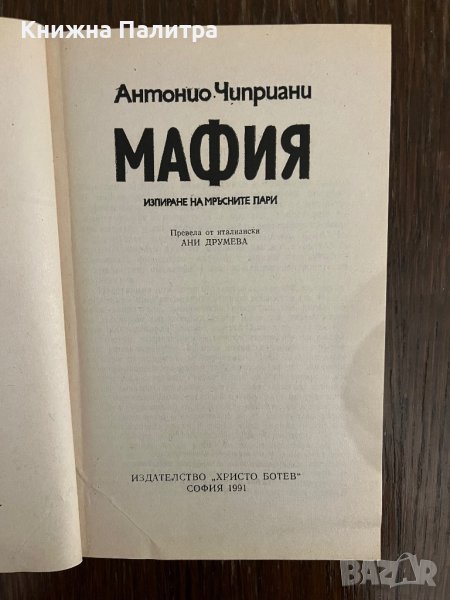 Книжна Палитра
Антонио Чиприани
МАФИЯ
ИЗПИРАНЕ НА МРЪСНИТЕ ПАРИ
Превела от италиански
АНИ ДРУМЕВА
ИЗДАТЕЛСТВО „ХРИСТО БОТЕВ“
СОФИЯ 1991
BAZAR